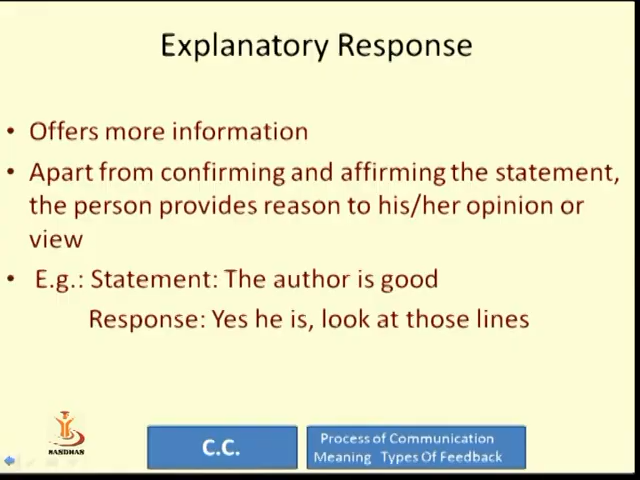 Explanatory Response
• Offers more information
• Apart from confirming and affirming the statement,
the person provides reason to his/her opinion or
view
• E.g.: Statement: The author is good
Response: Yes he is, look at those lines
SANDHAN
C.C.
Process of Communication
Meaning Types Of Feedback